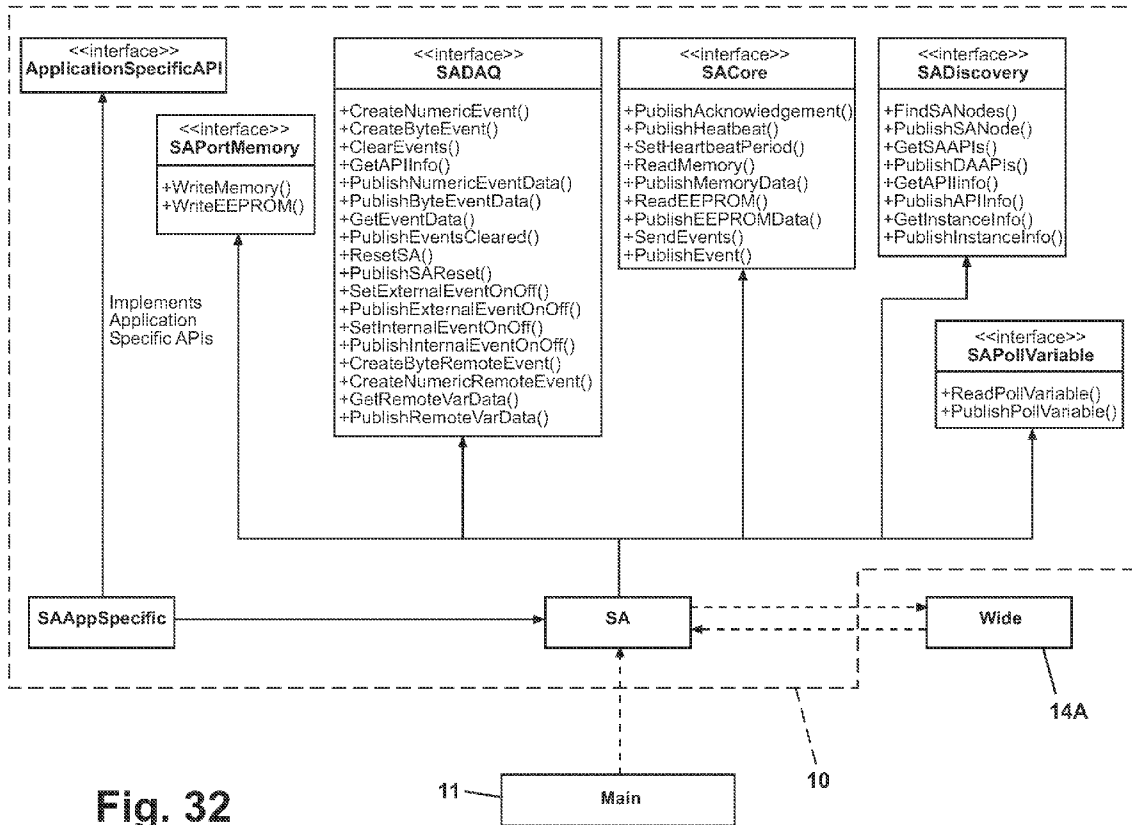 <<interface>>
ApplicationSpecificAPI
<<interface>>
SAPortMemory
+WriteMemory()
+WriteEEPROM()
<<interface>>
SADAQ
+CreateNumericEvent()
+CreateByteEvent()
+ClearEvents()
+GetAPIInfo()
+PublishNumericEventData()
+PublishByteEventData()
+GetEventData()
+PublishEventsCleared()
+ResetSA()
+PublishSAReset()
+SetExternalEventOnOff()
+PublishExternalEventOnOff()
+SetInternalEventOnOff()
+PublishInternalEventOnOff()
+CreateByteRemoteEvent()
+CreateNumericRemoteEvent()
+GetRemoteVarData()
+PublishRemoteVarData()
<<interface>>
SACore
+PublishAcknowledgement()
+PublishHeatbeat()
+SetHeartbeatPeriod()
+ReadMemory()
+PublishMemoryData()
+ReadEEPROM()
+PublishEEPROMData()
+SendEvents()
+PublishEvent()
<<interface>>
SADiscovery
+FindSANodes()
+PublishSANode()
+GetSAAPIs()
+PublishDAAPIs()
+GetAPIIinfo()
+PublishAPIInfo()
+GetInstanceInfo()
+PublishInstanceInfo()
<<interface>>
SAPollVariable
+ReadPollVariable()
+PublishPollVariable()
Implements
Application
Specific APIs
SAAppSpecific
SA
Wide
14A
10
11
Main
Fig. 32